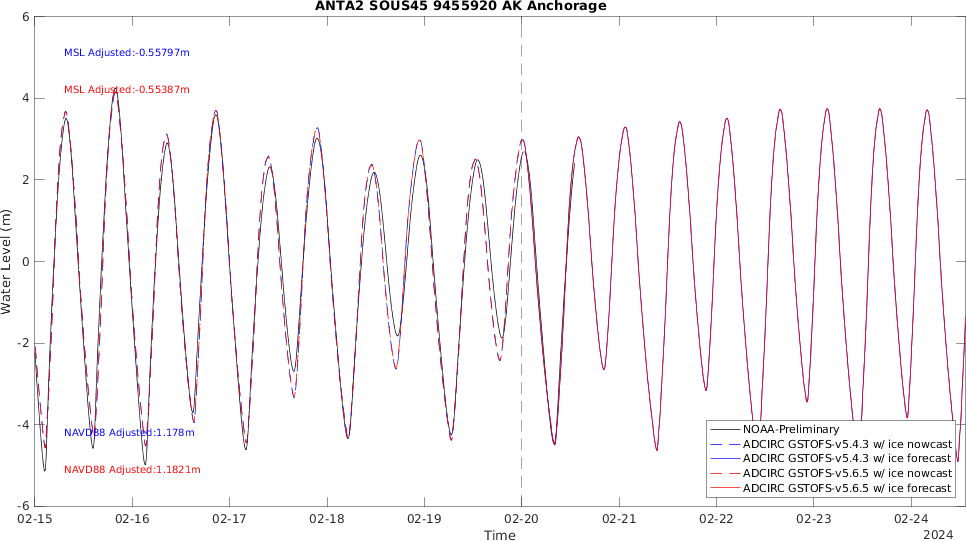 ANTA2 SOUS45 9455920 AK Anchorage
6
MSL Adjusted:-0.55797m
MSL Adjusted:-0.55387m
4
2
0
-2
-4
-6
Water Level (m)
NAVD88 Adjusted:1.178m
NAVD88 Adjusted:1.1821m
NOAA-Preliminary
ADCIRC GSTOFS-v5.4.3 w/ ice nowcast
ADCIRC GSTOFS-v5.4.3 w/ ice forecast
ADCIRC GSTOFS-v5.6.5 w/ ice nowcast
ADCIRC GSTOFS-v5.6.5 w/ ice forecast
02-15 02-16 02-17 02-18 02-19 02-20 02-21 02-22 02-23 02-24
Time
2024